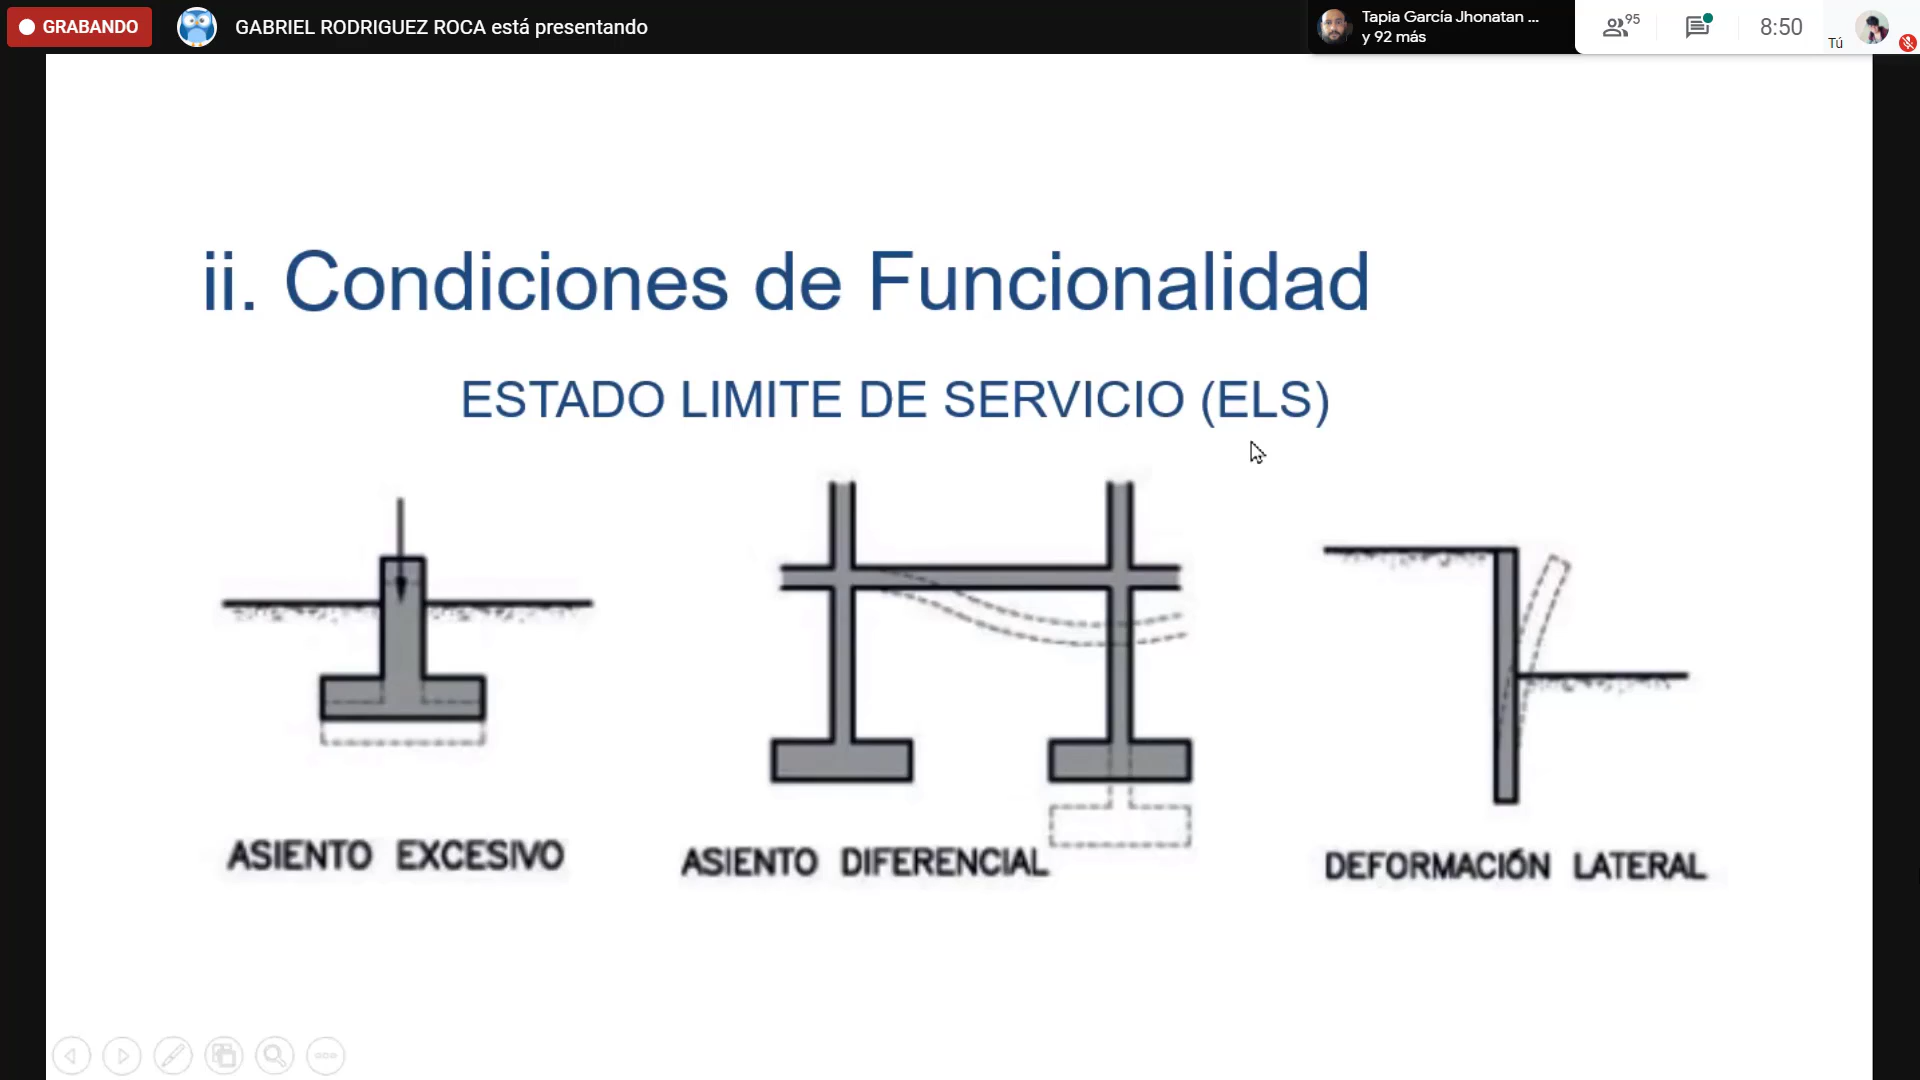 GRABANDO
GABRIEL RODRIGUEZ ROCA está presentando
Tapia García Jhonatan ...
y 92 más
95
8:50
Tú
ii. Condiciones de Funcionalidad
ESTADO LIMITE DE SERVICIO (ELS)
ASIENTO EXCESIVO
ASIENTO DIFERENCIAL
DEFORMACIÓN LATERAL